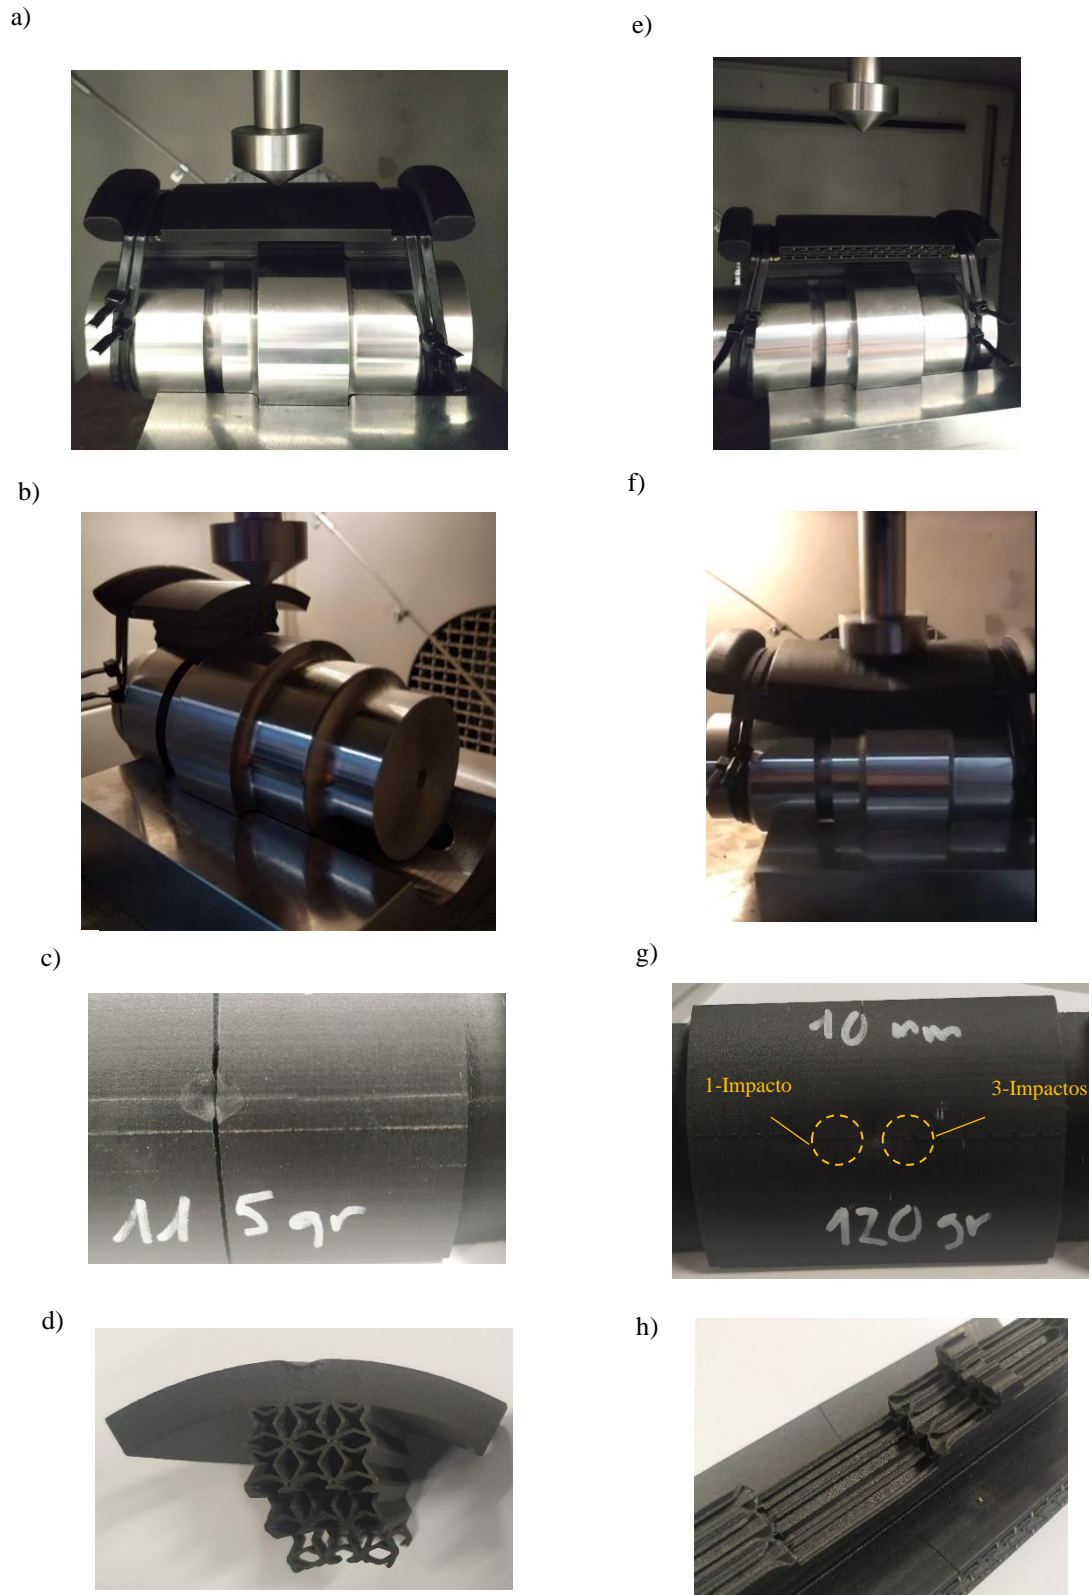 a)
e)
b)
f)
c)
11 5 gr
g)
10 mm
1-Impacto
3-Impactos
120 gr
d)
h)